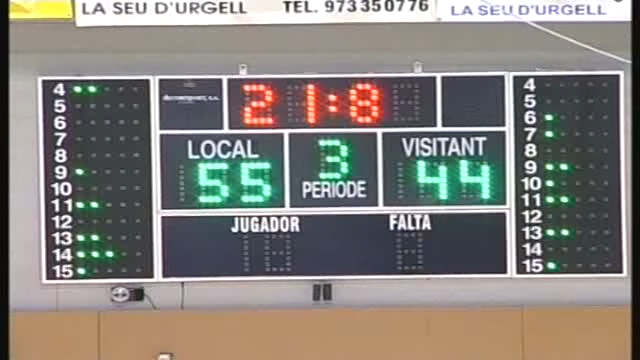 LA SEU D'URGELL TEL. 973350776 LA SEU D'URGELL
4 21:8 4
5 5
6 6
7 LOCAL 3 VISITANT 7
8 8
9 55 PERIODE 44 9
10 10
11 JUGADOR FALTA 11
12 12
13 13
14 14
15 15